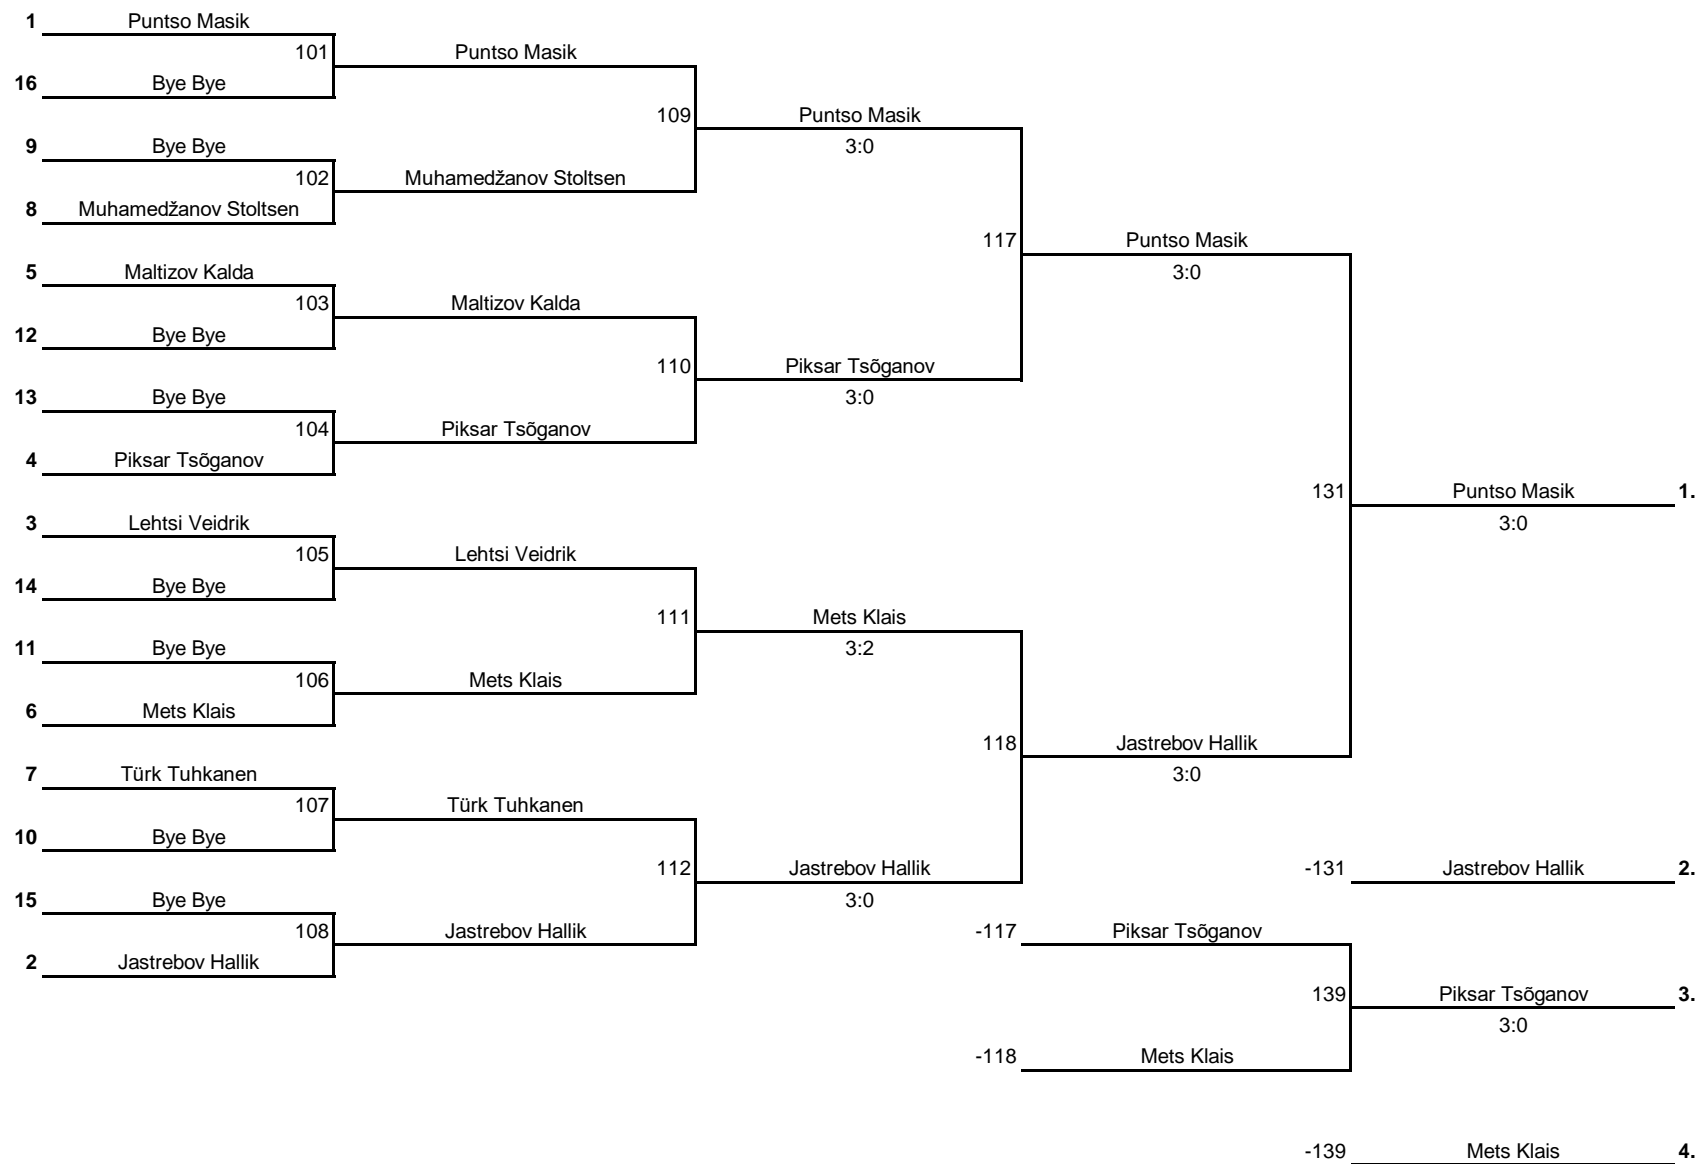 1 Puntso Masik
101 Puntso Masik
16 Bye Bye
109 Puntso Masik
9 Bye Bye 3:0
102 Muhamedžanov Stoltsen
8 Muhamedžanov Stoltsen
117 Puntso Masik
5 Maltizov Kalda 3:0
103 Maltizov Kalda
12 Bye Bye
110 Piksar Tsõganov
13 Bye Bye 3:0
104 Piksar Tsõganov
4 Piksar Tsõganov
131 Puntso Masik 1.
3 Lehtsi Veidrik 3:0
105 Lehtsi Veidrik
14 Bye Bye
111 Mets Klais
11 Bye Bye 3:2
106 Mets Klais
6 Mets Klais
118 Jastrebov Hallik
7 Türk Tuhkanen 3:0
107 Türk Tuhkanen
10 Bye Bye
112 Jastrebov Hallik -131 Jastrebov Hallik 2.
15 Bye Bye 3:0
108 Jastrebov Hallik -117 Piksar Tsõganov
2 Jastrebov Hallik
139 Piksar Tsõganov 3.
3:0
-118 Mets Klais
-139 Mets Klais 4.